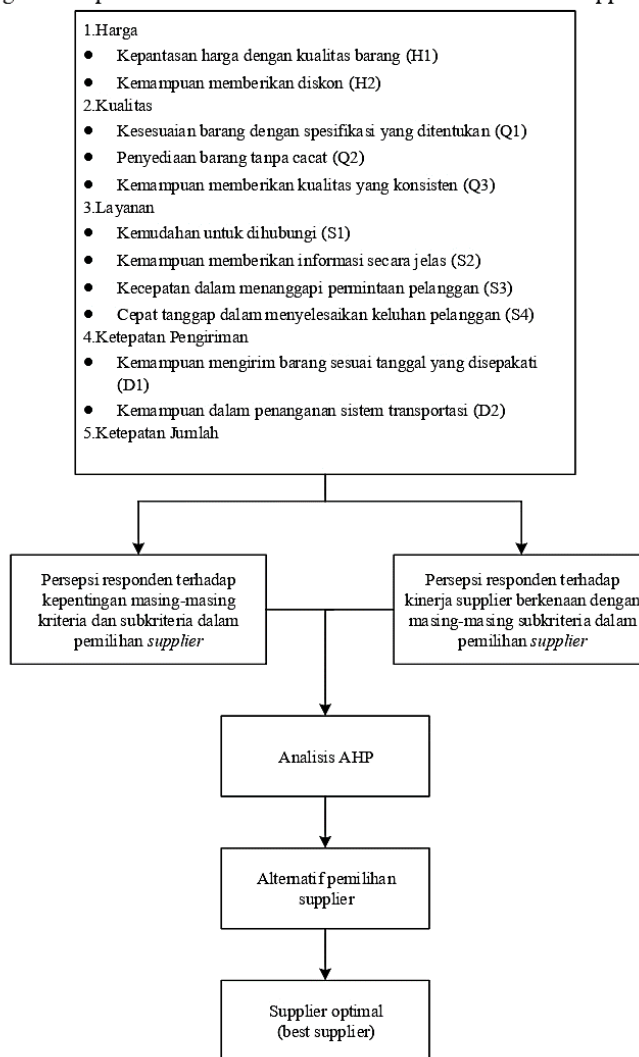 1.Harga
● Kepantasan harga dengan kualitas barang (H1)
● Kemampuan memberikan diskon (H2)
2.Kualitas
● Kesesuaian barang dengan spesifikasi yang ditentukan (Q1)
● Penyediaan barang tanpa cacat (Q2)
● Kemampuan memberikan kualitas yang konsisten (Q3)
3.Layanan
● Kemudahan untuk dihubungi (S1)
● Kemampuan memberikan informasi secara jelas (S2)
● Kecepatan dalam menanggapi permintaan pelanggan (S3)
● Cepat tanggap dalam menyelesaikan keluhan pelanggan (S4)
4.Ketepatan Pengiriman
● Kemampuan mengirim barang sesuai tanggal yang disepakati
(D1)
● Kemampuan dalam penanganan sistem transportasi (D2)
5.Ketepatan Jumlah
Persepsi responden terhadap
kepentingan masing-masing
kriteria dan subkriteria dalam
pemilihan supplier
Persepsi responden terhadap
kinerja supplier berkenaan dengan
masing-masing subkriteria dalam
pemilihan supplier
Analisis AHP
Alternatif pemilihan
supplier
Supplier optimal
(best supplier)